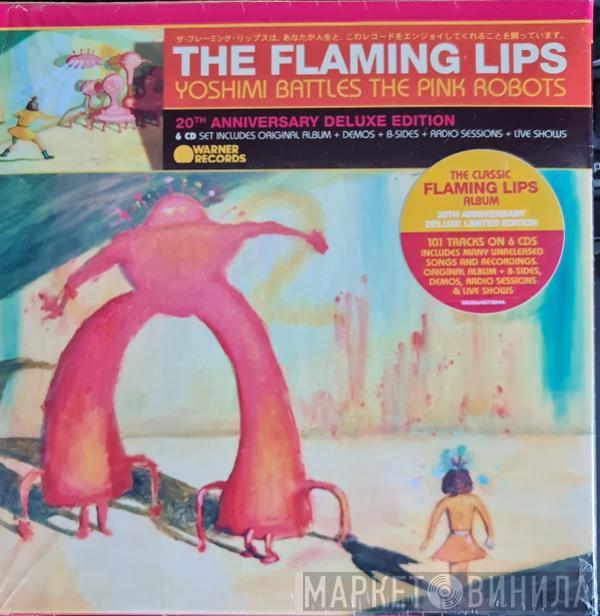 ザ・フレーミング・リップスは、あなたが人生と、このレコードをエンジョイしてくれることを願っています。
THE FLAMING LIPS
YOSHIMI BATTLES THE PINK ROBOTS
20TH ANNIVERSARY DELUXE EDITION
6 CD SET INCLUDES ORIGINAL ALBUM + DEMOS + B-SIDES + RADIO SESSIONS + LIVE SHOWS
WARNER
RECORDS
THE CLASSIC
FLAMING LIPS
ALBUM
20TH ANNIVERSARY
DELUXE LIMITED EDITION
101 TRACKS ON 6 CDS
INCLUDES MANY UNRELEASED
SONGS AND RECORDINGS.
ORIGINAL ALBUM + B-SIDES,
DEMOS, RADIO SESSIONS
& LIVE SHOWS
2
МАРКЕТ ВИНИЛА